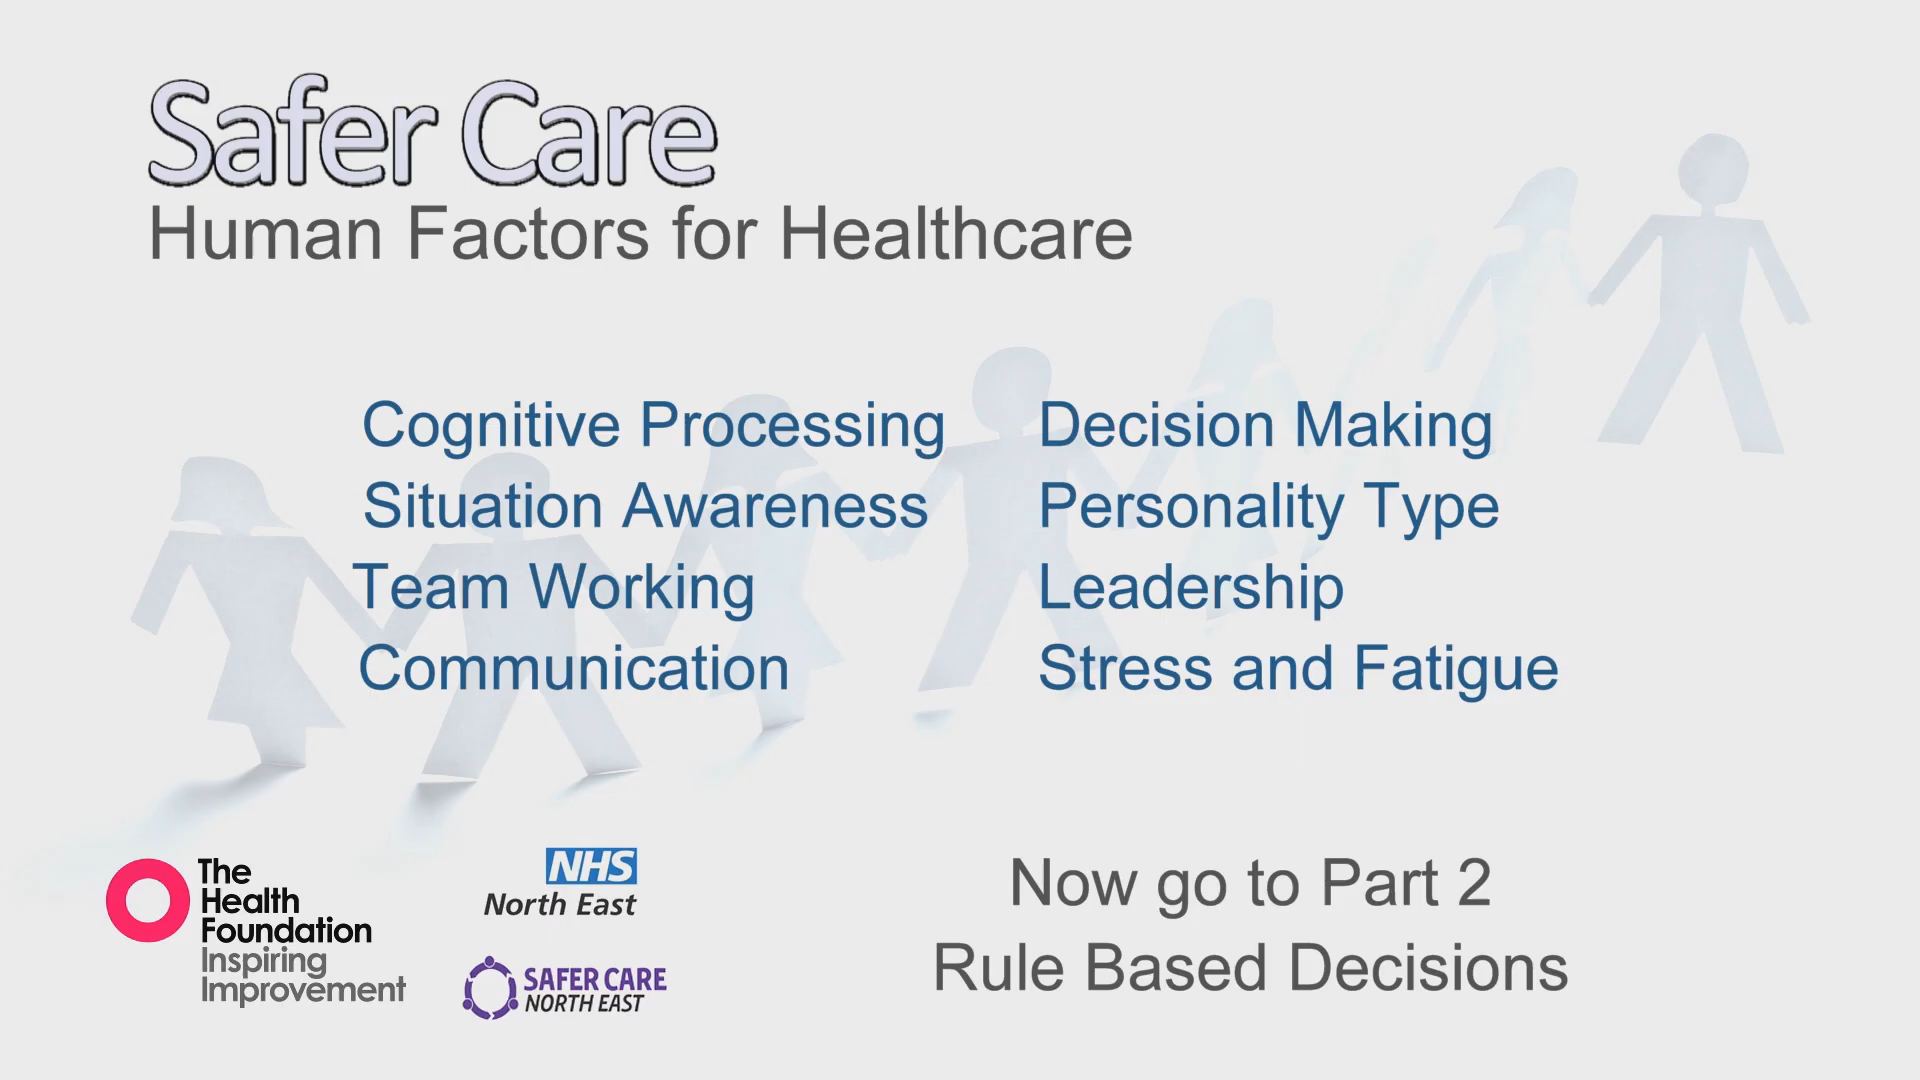 Safer Care
Human Factors for Healthcare
Cognitive Processing
Situation Awareness
Team Working
Communication
Decision Making
Personality Type
Leadership
Stress and Fatigue
The
Health
Foundation
Inspiring
Improvement
NHS
North East
SAFER CARE
NORTH EAST
Now go to Part 2
Rule Based Decisions